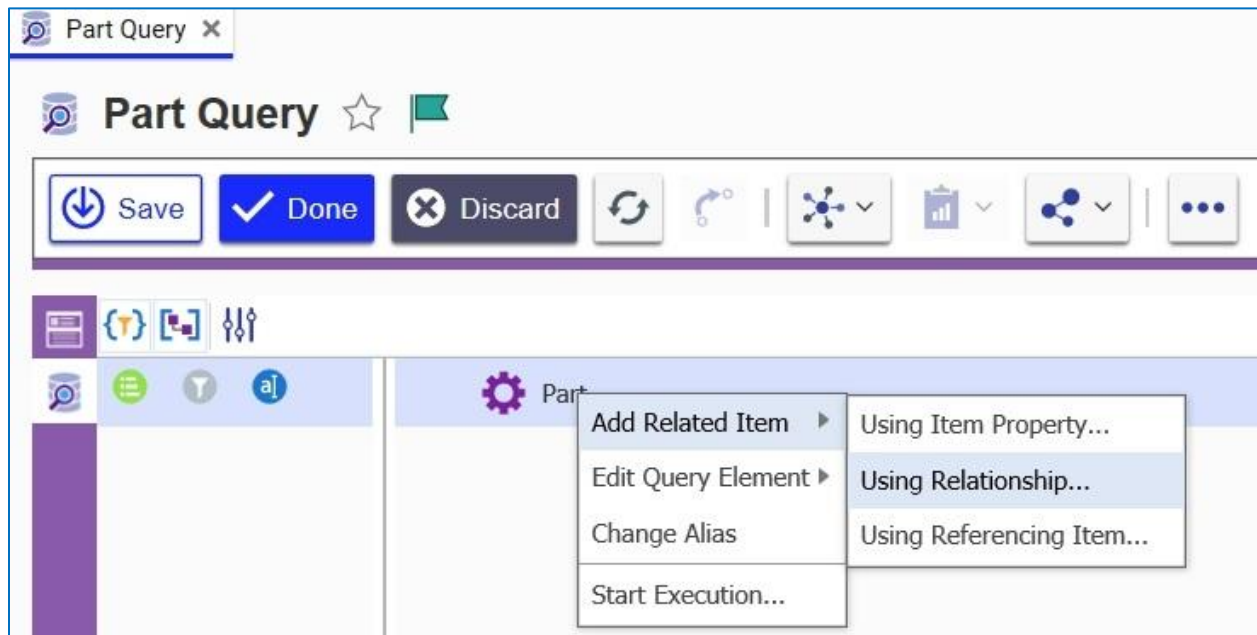 Part Query
Part Query
Save Done Discard
Part
Add Related Item
Edit Query Element
Change Alias
Start Execution...
Using Item Property...
Using Relationship...
Using Referencing Item...